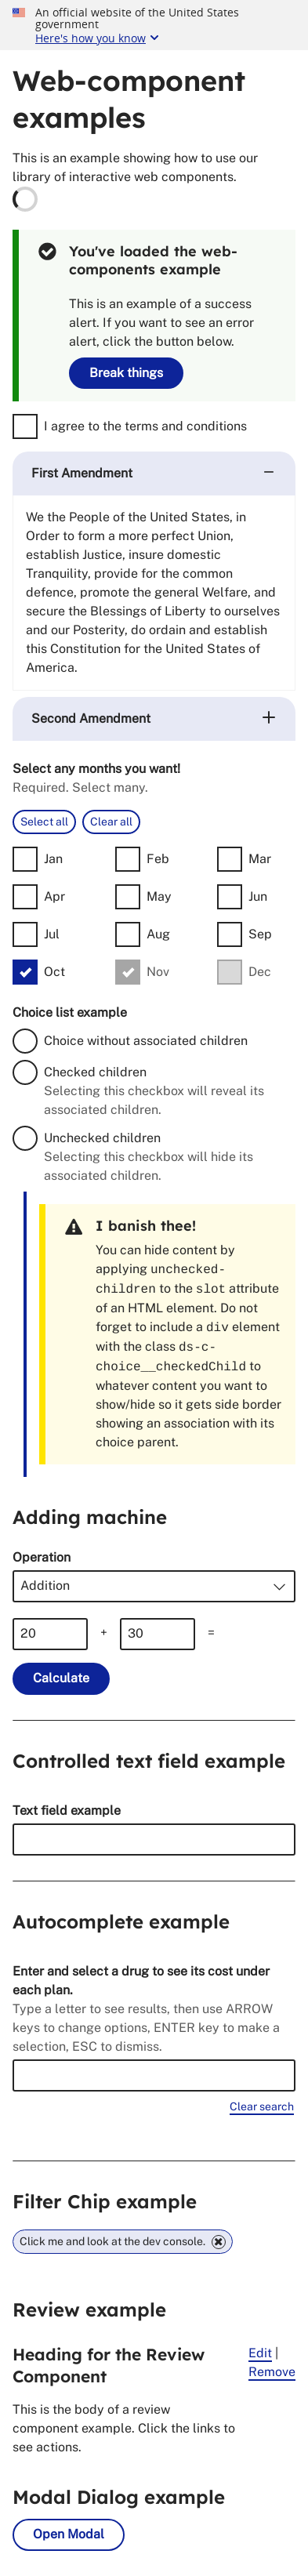 An official website of the United States
government
Here's how you know
Web-component
examples
This is an example showing how to use our
library of interactive web components.
You've loaded the web-
components example
This is an example of a success
alert. If you want to see an error
alert, click the button below.
Break things
I agree to the terms and conditions
First Amendment
We the People of the United States, in
Order to form a more perfect Union,
establish Justice, insure domestic
Tranquility, provide for the common
defence, promote the general Welfare, and
secure the Blessings of Liberty to ourselves
and our Posterity, do ordain and establish
this Constitution for the United States of
America.
Second Amendment
Select any months you want!
Required. Select many.
Select all Clear all
Jan Feb Mar
Apr May Jun
Jul Aug Sep
Oct Nov Dec
Choice list example
Choice without associated children
Checked children
Selecting this checkbox will reveal its
associated children.
Unchecked children
Selecting this checkbox will hide its
associated children.
I banish thee!
You can hide content by
applying unchecked-
children to the slot attribute
of an HTML element. Do not
forget to include a div element
with the class ds-c-
choice__checkedChild to
whatever content you want to
show/hide so it gets side border
showing an association with its
choice parent.
Adding machine
Operation
Addition
20 + 30 =
Calculate
Controlled text field example
Text field example
Autocomplete example
Enter and select a drug to see its cost under
each plan.
Type a letter to see results, then use ARROW
keys to change options, ENTER key to make a
selection, ESC to dismiss.
Clear search
Filter Chip example
Click me and look at the dev console.
Review example
Heading for the Review
Component
Edit |
Remove
This is the body of a review
component example. Click the links to
see actions.
Modal Dialog example
Open Modal